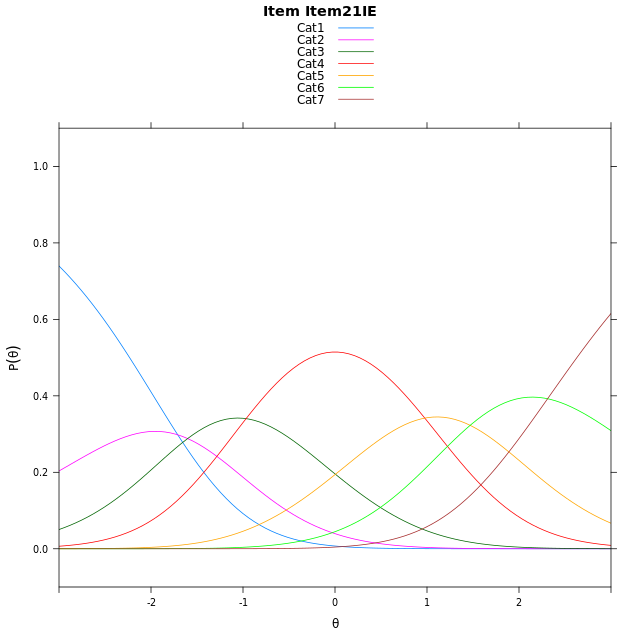 Item Item21IE
Cat1
Cat2
Cat3
Cat4
Cat5
Cat6
Cat7
1.0
0.8
0.6
0.4
0.2
0.0
P(θ)
-2 -1 0 1 2
θ